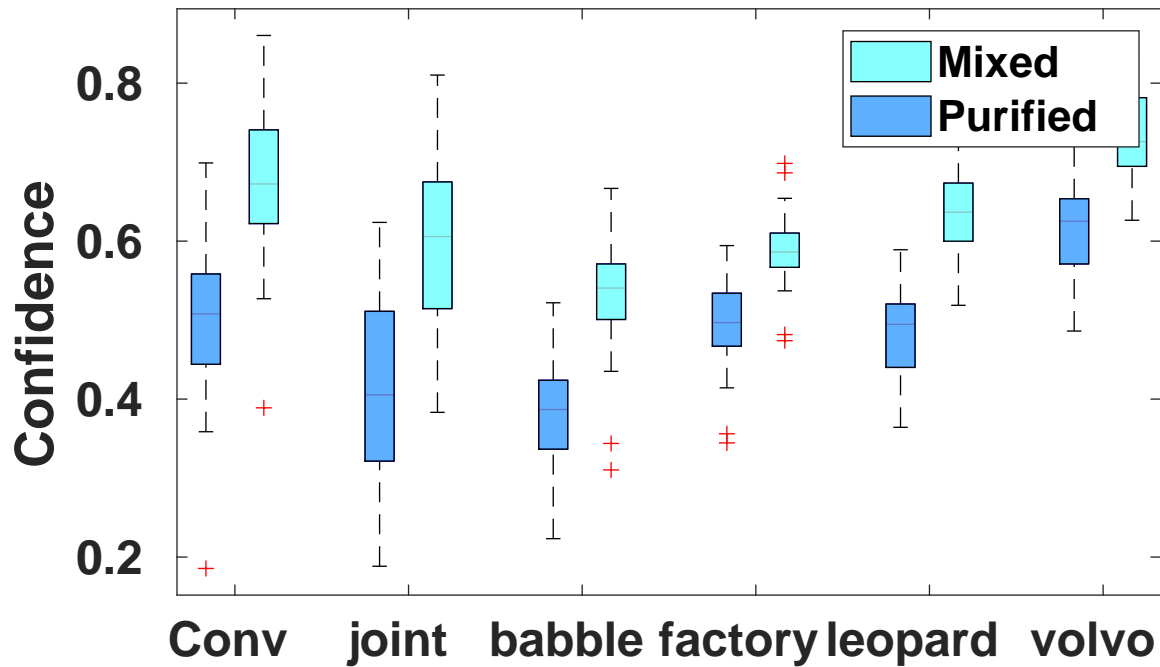 Mixed
Purified
Confidence
0.8
0.6
0.4
0.2
Conv joint babble factory leopard volvo